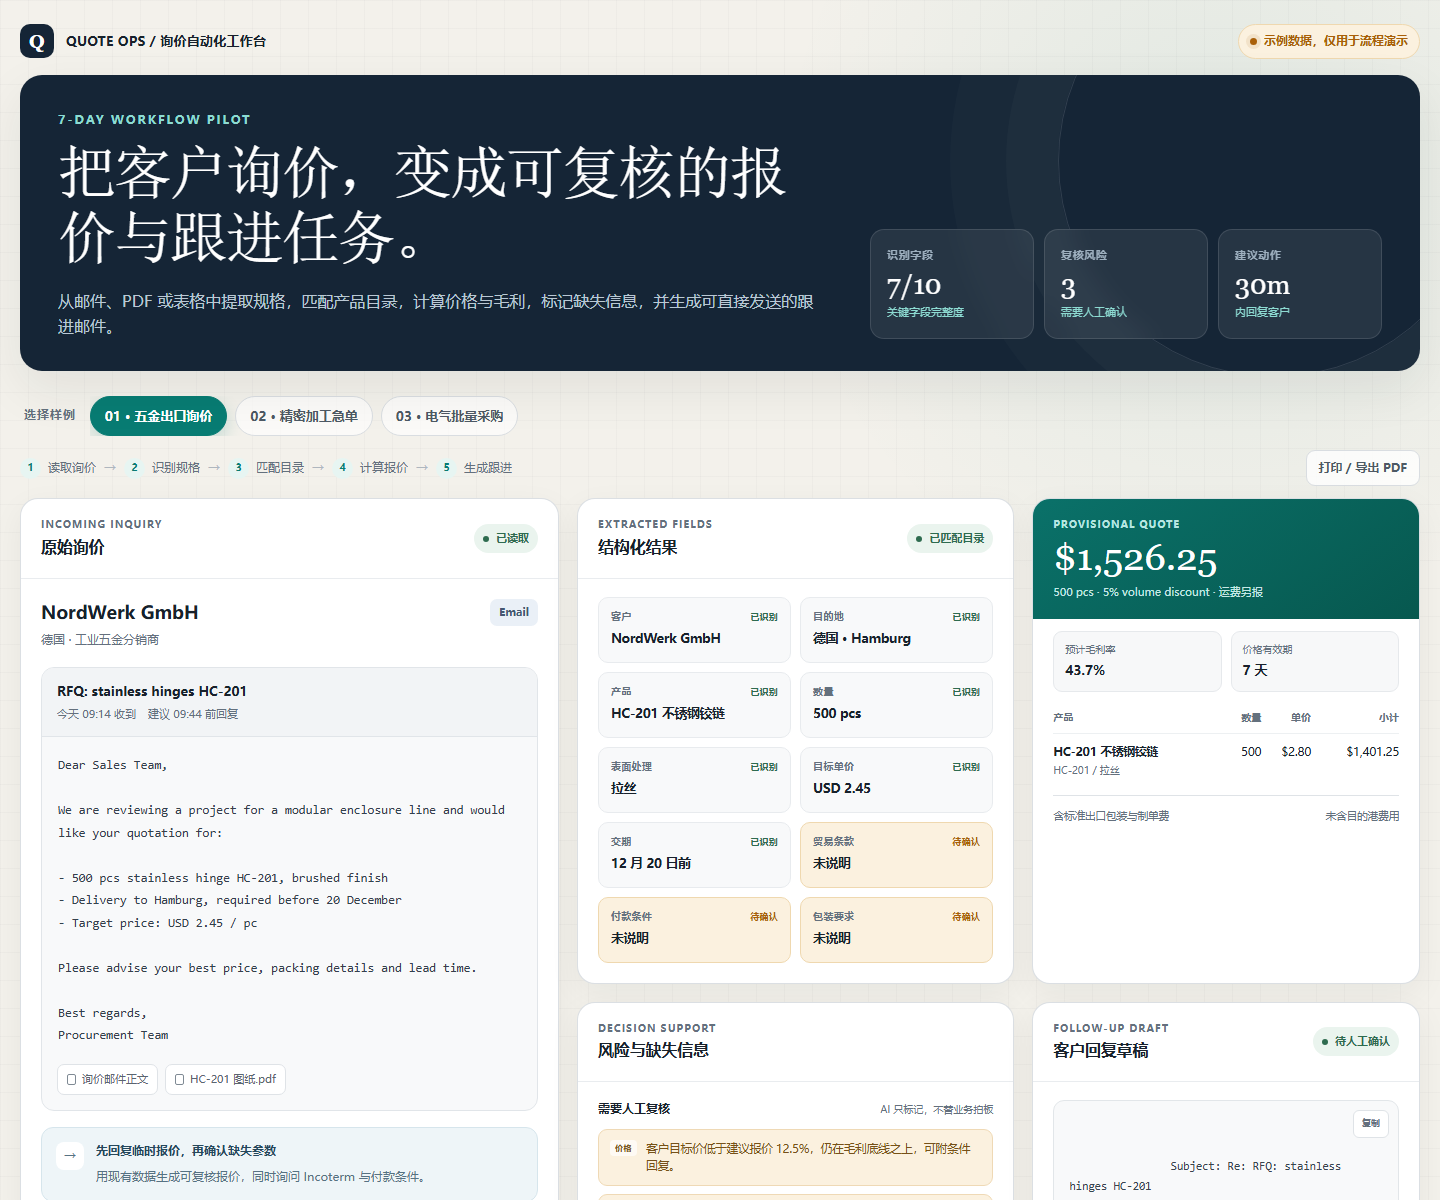 Q
QUOTE OPS / 询价自动化工作台
示例数据，仅用于流程演示
7-DAY WORKFLOW PILOT
把客户询价，变成可复核的报
价与跟进任务。
从邮件、PDF 或表格中提取规格，匹配产品目录，计算价格与毛利，标记缺失信息，并生成可直接发送的跟
进邮件。
识别字段
7/10
关键字段完整度
复核风险
3
需要人工确认
建议动作
30m
内回复客户
选择样例
01 • 五金出口询价
02 • 精密加工急单
03 • 电气批量采购
1 读取询价 → 2 识别规格 → 3 匹配目录 → 4 计算报价 → 5 生成跟进
打印 / 导出 PDF
INCOMING INQUIRY
原始询价
已读取
NordWerk GmbH
Email
德国 · 工业五金分销商
RFQ: stainless hinges HC-201
今天 09:14 收到 建议 09:44 前回复
Dear Sales Team,
We are reviewing a project for a modular enclosure line and would
like your quotation for:
- 500 pcs stainless hinge HC-201, brushed finish
- Delivery to Hamburg, required before 20 December
- Target price: USD 2.45 / pc
Please advise your best price, packing details and lead time.
Best regards,
Procurement Team
询价邮件正文
HC-201 图纸.pdf
→
先回复临时报价，再确认缺失参数
用现有数据生成可复核报价，同时询问 Incoterm 与付款条件。
EXTRACTED FIELDS
结构化结果
已匹配目录
客户 已识别
NordWerk GmbH
目的地 已识别
德国 • Hamburg
产品 已识别
HC-201 不锈钢铰链
数量 已识别
500 pcs
表面处理 已识别
拉丝
目标单价 已识别
USD 2.45
交期 已识别
12 月 20 日前
贸易条款 待确认
未说明
付款条件 待确认
未说明
包装要求 待确认
未说明
PROVISIONAL QUOTE
$1,526.25
500 pcs · 5% volume discount · 运费另报
预计毛利率
43.7%
价格有效期
7 天
产品 数量 单价 小计
HC-201 不锈钢铰链 500 $2.80 $1,401.25
HC-201 / 拉丝
含标准出口包装与制单费 未含目的港费用
DECISION SUPPORT
风险与缺失信息
需要人工复核 AI 只标记，不替业务拍板
价格
客户目标价低于建议报价 12.5%，仍在毛利底线之上，可附条件
回复。
FOLLOW-UP DRAFT
客户回复草稿
待人工确认
复制
Subject: Re: RFQ: stainless
hinges HC-201